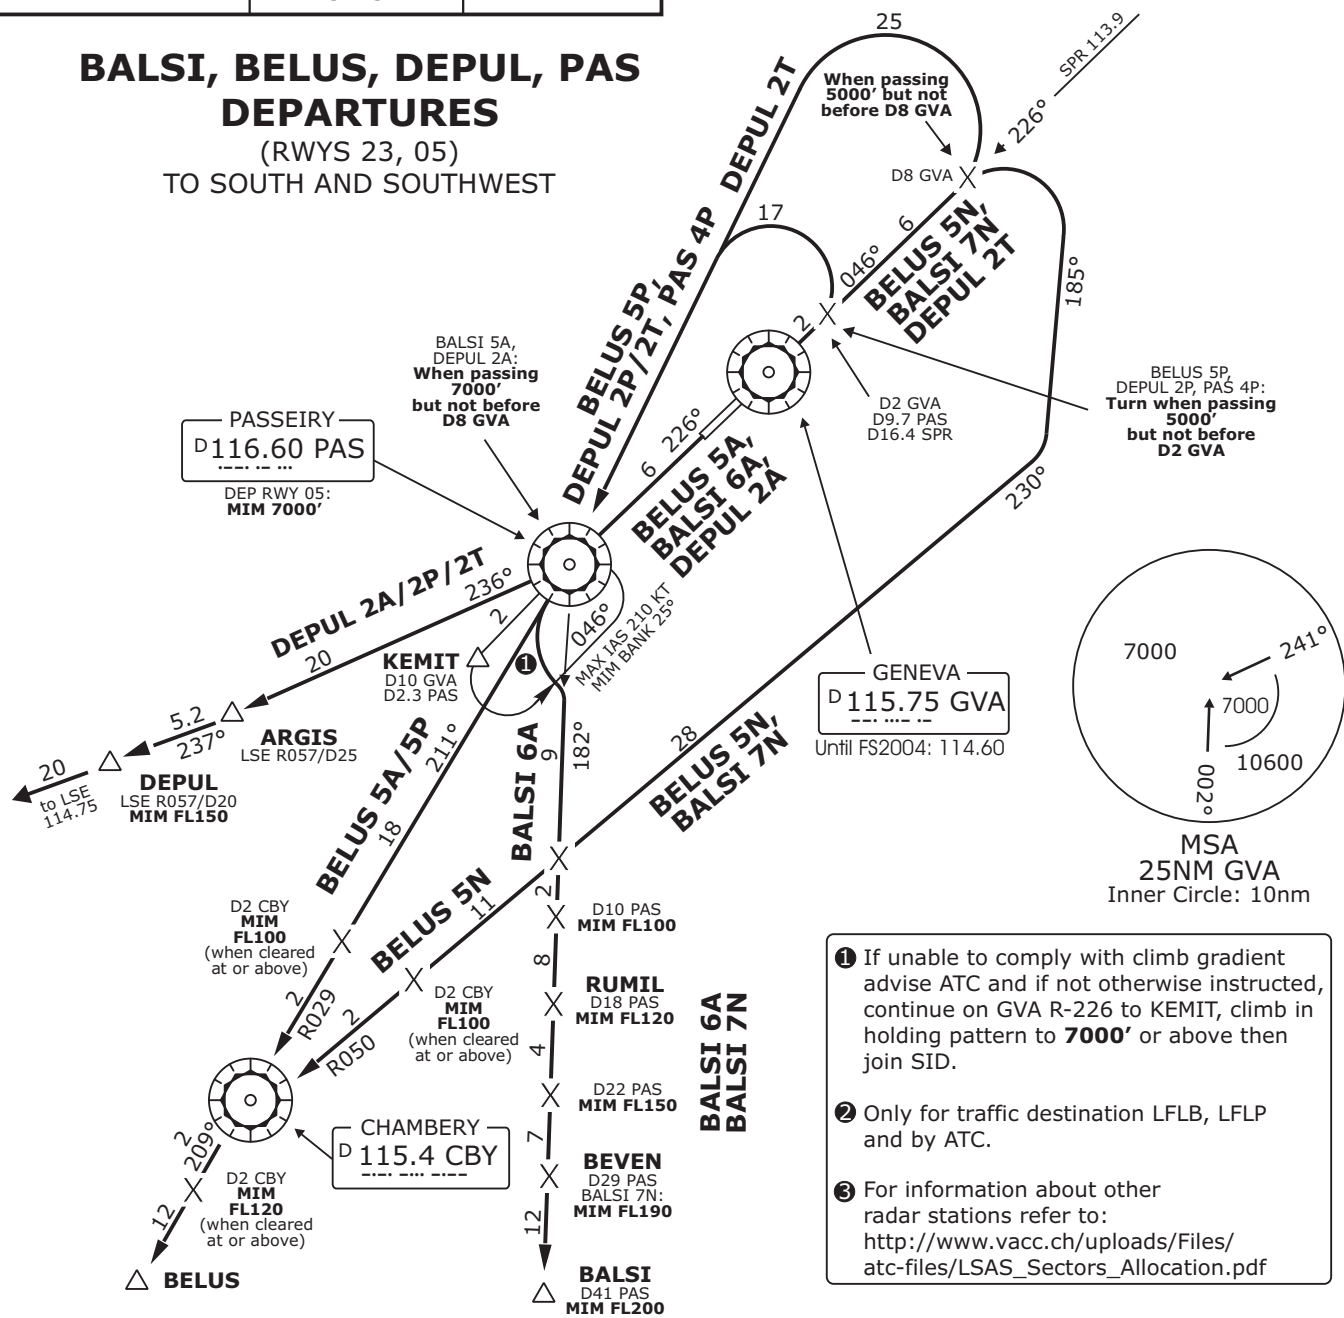 BALSI, BELUS, DEPUL, PAS
DEPARTURES
(RWYS 23, 05)
TO SOUTH AND SOUTHWEST
25
SPR 113.9
226°
When passing
5000’ but not
before D8 GVA
D8 GVA
DEPUL 2T
BELUS 5P,
DEPUL 2P/2T, PAS 4P
17
6
046°
BELUS 5N,
BALSI 7N
DEPUL 2T
185°
2
D2 GVA
D9.7 PAS
D16.4 SPR
BELUS 5P,
DEPUL 2P, PAS 4P:
Turn when passing
5000’
but not before
D2 GVA
BALSI 5A,
DEPUL 2A:
When passing
7000’
but not before
D8 GVA
PASSEIRY
D 116.60 PAS
DEP RWY 05:
MIM 7000’
226°
6
BELUS 5A,
BALSI 6A,
DEPUL 2A
230°
DEPUL 2A/2P/2T
236°
20
2
046°
MAX IAS 210 KT
MIM BANK 25°
KEMIT
D10 GVA
D2.3 PAS
1
GENEVA
D 115.75 GVA
Until FS2004: 114.60
7000
241°
7000
10600
002°
MSA
25NM GVA
Inner Circle: 10nm
5.2
237°
ARGIS
LSE R057/D25
20
to LSE
114.75
DEPUL
LSE R057/D20
MIM FL150
BELUS 5A/5P
211°
18
BALSI 6A
9
182°
28
BELUS 5N,
BALSI 7N
D2 CBY
MIM
FL100
(when cleared
at or above)
BELUS 5N
11
2
D10 PAS
MIM FL100
8
2
R029
D2 CBY
MIM
FL100
(when cleared
at or above)
2
R050
RUMIL
D18 PAS
MIM FL120
4
D22 PAS
MIM FL150
BALSI 6A
BALSI 7N
7
CHAMBERY
D 115.4 CBY
2
209°
D2 CBY
MIM
FL120
(when cleared
at or above)
12
BELUS
BEVEN
D29 PAS
BALSI 7N:
MIM FL190
12
BALSI
D41 PAS
MIM FL200
1 If unable to comply with climb gradient
advise ATC and if not otherwise instructed,
continue on GVA R-226 to KEMIT, climb in
holding pattern to 7000’ or above then
join SID.
2 Only for traffic destination LFLB, LFLP
and by ATC.
3 For information about other
radar stations refer to:
http://www.vacc.ch/uploads/Files/
atc-files/LSAS_Sectors_Allocation.pdf